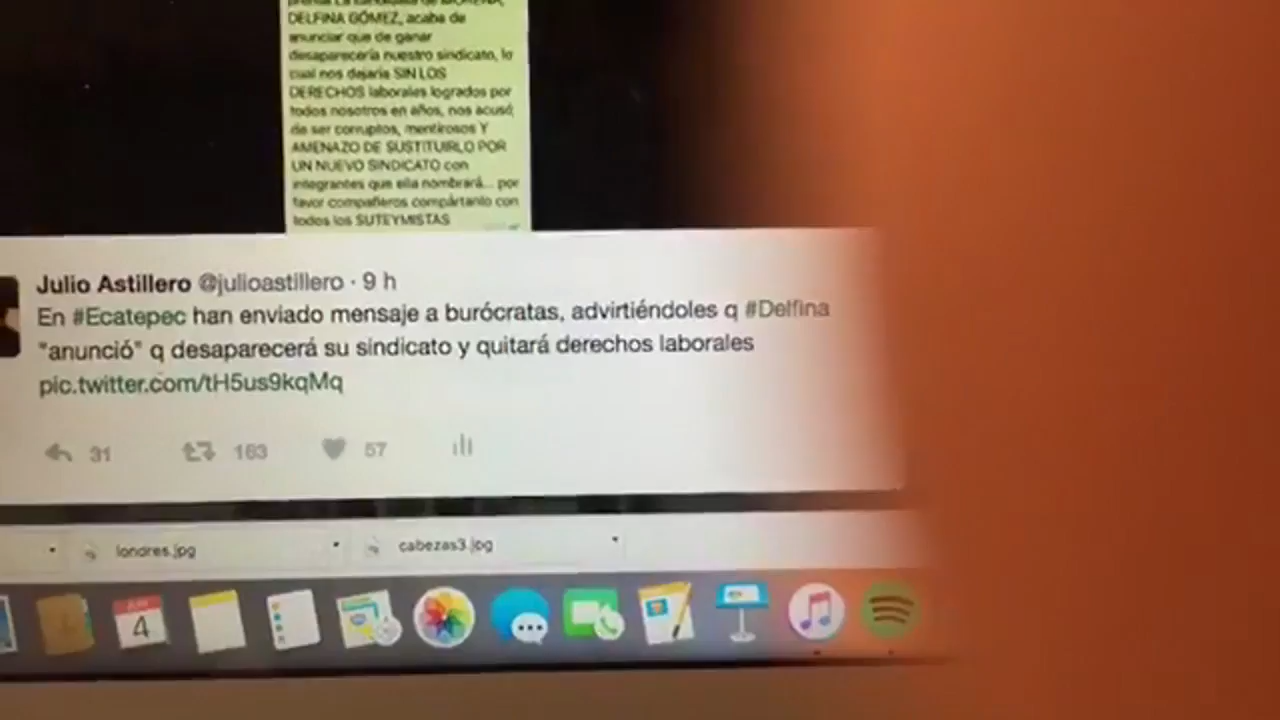 DELFINA GÓMEZ, acaba de
anunciar que de ganar
desaparecería nuestro sindicato, lo
cual nos dejaría SIN LOS
DERECHOS laborales logrados por
todos nosotros en años, nos acusó
de ser corruptos, mentirosos Y
AMENAZO DE SUSTITUIRLO POR
UN NUEVO SINDICATO con
integrantes que ella nombrará... por
favor compañeros compártanlo con
todos los SUTEYMISTAS
Julio Astillero @julioastillero · 9 h
En #Ecatepec han enviado mensaje a burócratas, advirtiéndoles q #Delfina
"anunció" q desaparecerá su sindicato y quitará derechos laborales
pic.twitter.com/tH5us9kqMq
31 163 57
londres.jpg cabezas3.jpg
JUN
4